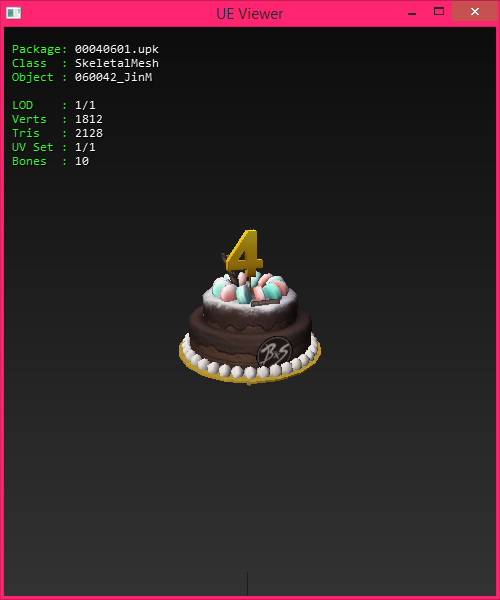 UE Viewer
Package: 00040601.upk
Class : SkeletalMesh
Object : 060042_JinM
LOD : 1/1
Verts : 1812
Tris : 2128
UV Set : 1/1
Bones : 10
4
B&S